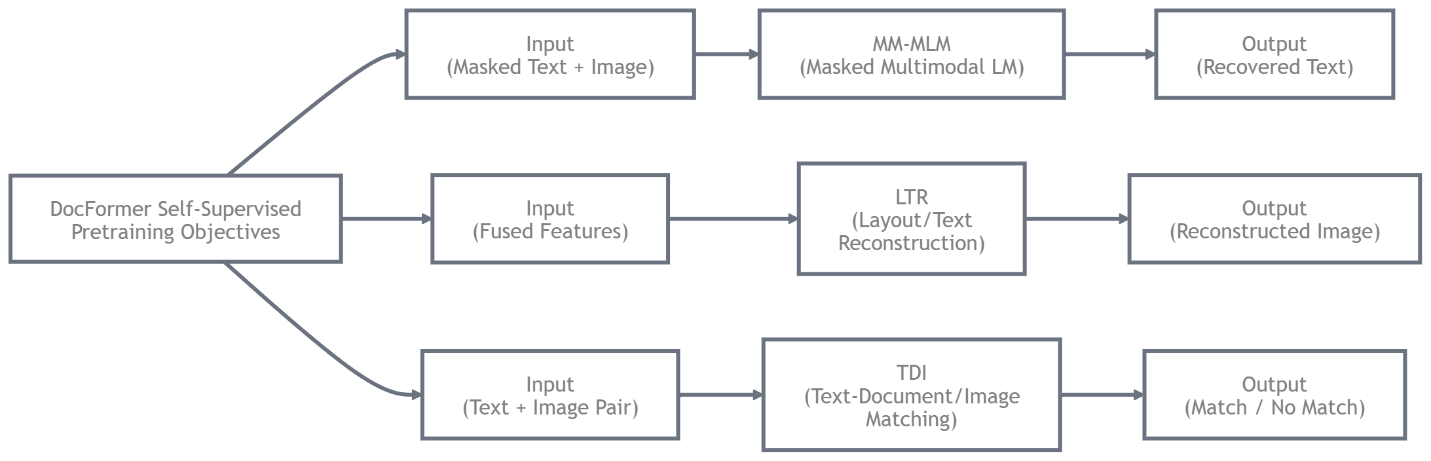 DocFormer Self-Supervised
Pretraining Objectives
Input
(Masked Text + Image)
MM-MLM
(Masked Multimodal LM)
Output
(Recovered Text)
Input
(Fused Features)
LTR
(Layout/Text
Reconstruction)
Output
(Reconstructed Image)
Input
(Text + Image Pair)
TDI
(Text-Document/Image
Matching)
Output
(Match / No Match)